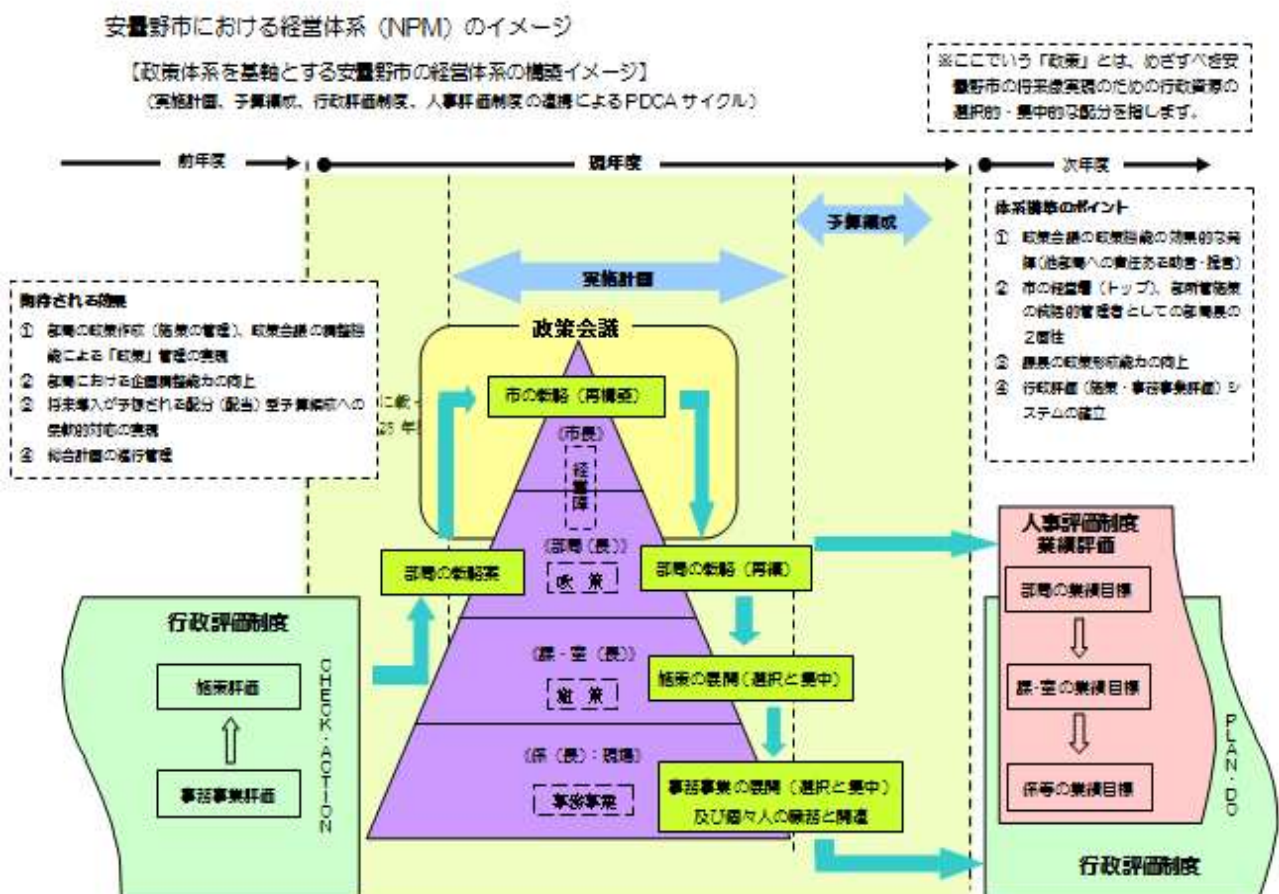 安曇野市における経営体系（NPM）のイメージ
【政策体系を基軸とする安曇野市の経営体系の構築イメージ】
（実施計画、予算編成、行政評価制度、人事評価制度の連携によるPDCAサイクル）
※ここでいう「政策」とは、めざすべき安
曇野市の将来像実現のための行政資源の
選択的・集中的な配分を指します。
前年度
現年度
次年度
予算編成
実施計画
体系構築のポイント
① 政策会議の政策機能の効果的な発
揮（他部局への責任ある助言・提言）
② 市の経営層（トップ）、部所管施策
の統括的管理者としての部局長の
2面性
③ 課長の政策形成能力の向上
④ 行政評価（施策・事務事業評価）シ
ステムの確立
期待される効果
① 部局の政策作成（施策の管理）、政策会議の調整機
能による「政策」管理の実現
② 部局における企画調整能力の向上
③ 将来導入が予想される配分（配当）型予算編成への
柔軟的対応の実現
④ 総合計画の進行管理
に載
25 年
政策会議
市の戦略（再構築）
《市長》
経営陣
《部局（長）》
政 策
部局の戦略案
部局の戦略（再編）
《課・室（長）》
施 策
施策の展開（選択と集中）
《係（長）：現場》
事務事業
事務事業の展開（選択と集中）
及び個々人の業務と関連
行政評価制度
施策評価
事務事業評価
CHECK・ACTION
人事評価制度
業績評価
部局の業績目標
課・室の業績目標
係等の業績目標
PLAN・DO
行政評価制度